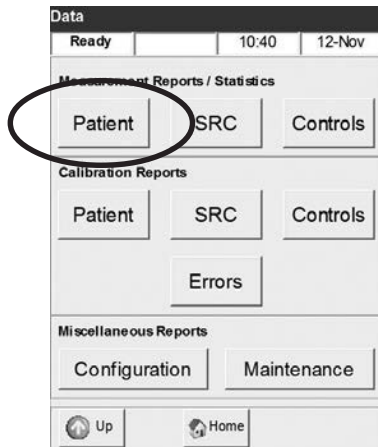 Data
Ready 10:40 12-Nov
Measurement Reports / Statistics
Patient SRC Controls
Calibration Reports
Patient SRC Controls
Errors
Miscellaneous Reports
Configuration Maintenance
Up Home